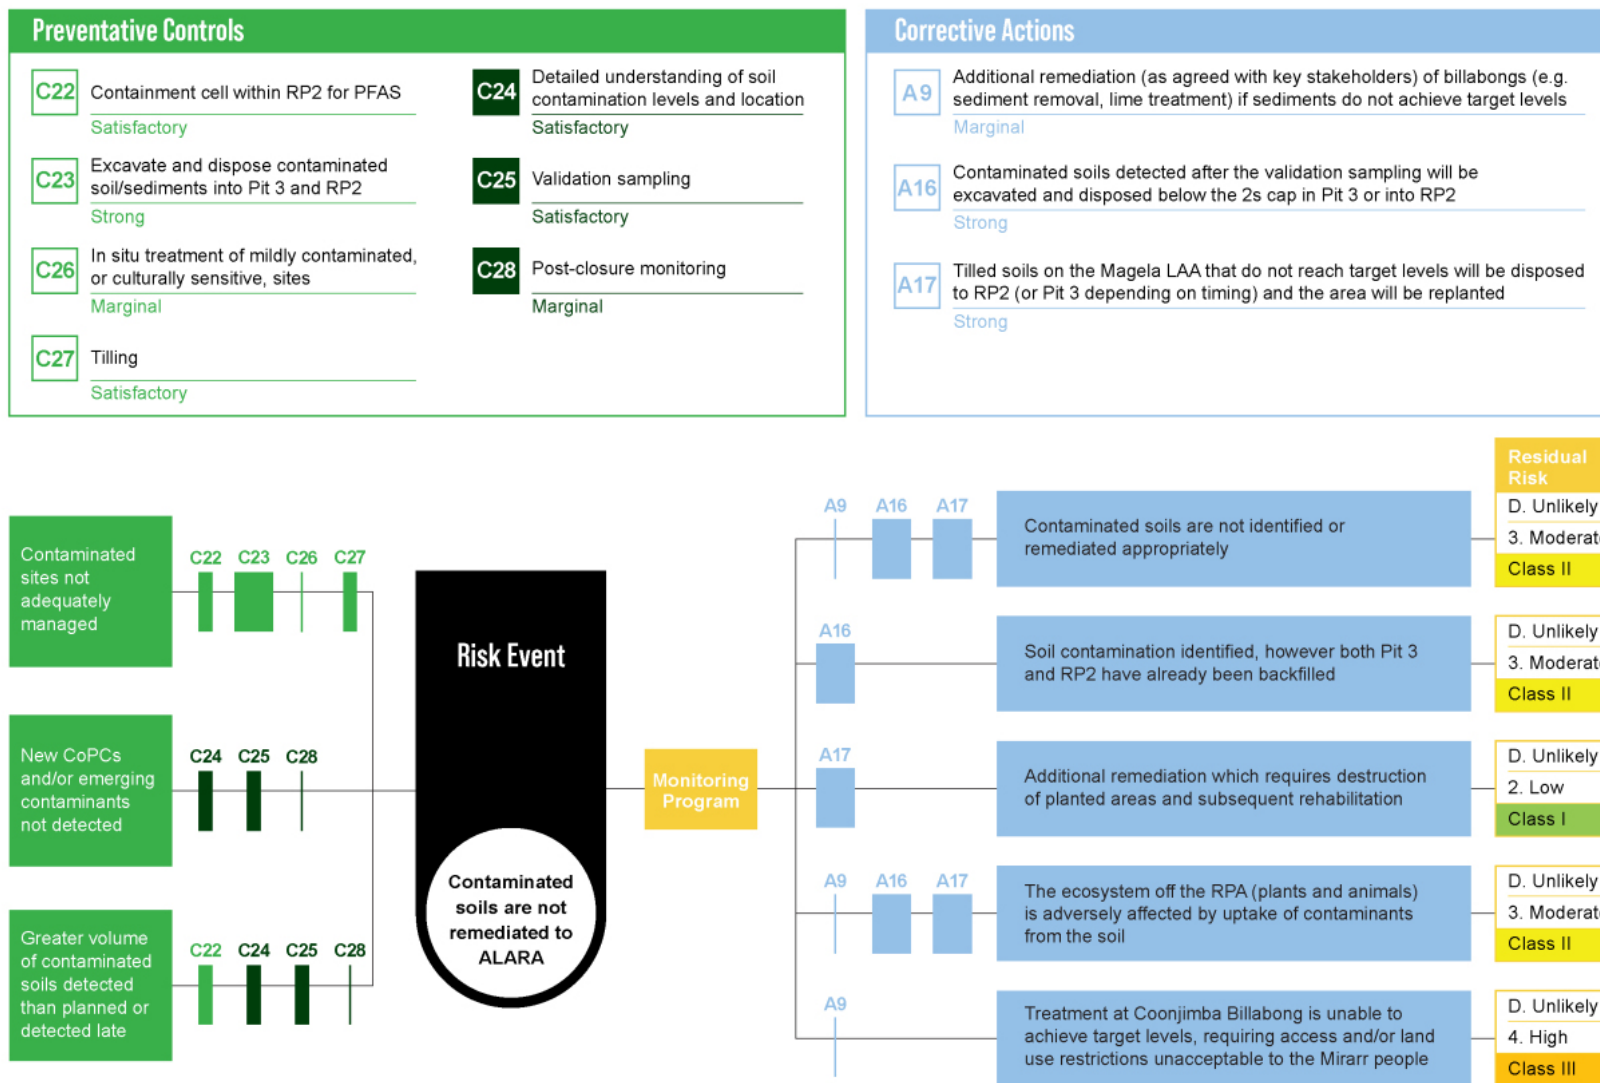 Preventative Controls
C22
Containment cell within RP2 for PFAS
Satisfactory
C23
Excavate and dispose contaminated
soil/sediments into Pit 3 and RP2
Strong
C26
In situ treatment of mildly contaminated,
or culturally sensitive, sites
Marginal
C27
Tilling
Satisfactory
C24
Detailed understanding of soil
contamination levels and location
Satisfactory
C25
Validation sampling
Satisfactory
C28
Post-closure monitoring
Marginal
Corrective Actions
A9
Additional remediation (as agreed with key stakeholders) of billabongs (e.g.
sediment removal, lime treatment) if sediments do not achieve target levels
Marginal
A16
Contaminated soils detected after the validation sampling will be
excavated and disposed below the 2s cap in Pit 3 or into RP2
Strong
A17
Tilled soils on the Magela LAA that do not reach target levels will be disposed
to RP2 (or Pit 3 depending on timing) and the area will be replanted
Strong
Contaminated
sites not
adequately
managed
C22 C23 C26 C27
New CoPCs
and/or emerging
contaminants
not detected
C24 C25 C28
Greater volume
of contaminated
soils detected
than planned or
detected late
C22 C24 C25 C28
Risk Event
Contaminated
soils are not
remediated to
ALARA
Monitoring
Program
Residual
Risk
A9 A16 A17
Contaminated soils are not identified or
remediated appropriately
D. Unlikely
3. Moderat
Class II
A16
Soil contamination identified, however both Pit 3
and RP2 have already been backfilled
D. Unlikely
3. Moderat
Class II
A17
Additional remediation which requires destruction
of planted areas and subsequent rehabilitation
D. Unlikely
2. Low
Class I
A9 A16 A17
The ecosystem off the RPA (plants and animals)
is adversely affected by uptake of contaminants
from the soil
D. Unlikely
3. Moderat
Class II
A9
Treatment at Coonjimba Billabong is unable to
achieve target levels, requiring access and/or land
use restrictions unacceptable to the Mirarr people
D. Unlikely
4. High
Class III